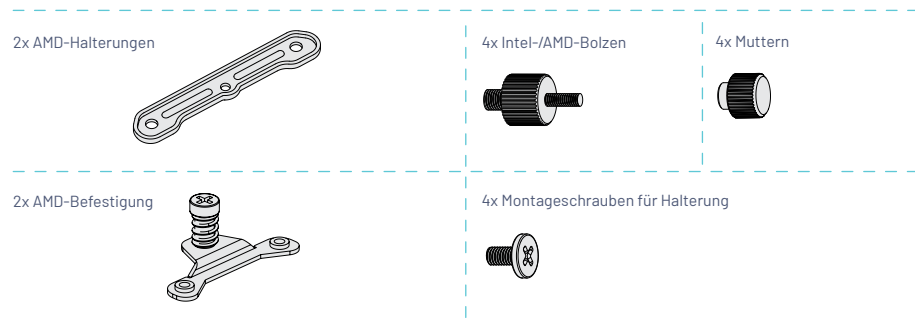 2x AMD-Halterungen
4x Intel-/AMD-Bolzen
4x Muttern
2x AMD-Befestigung
4x Montageschrauben für Halterung